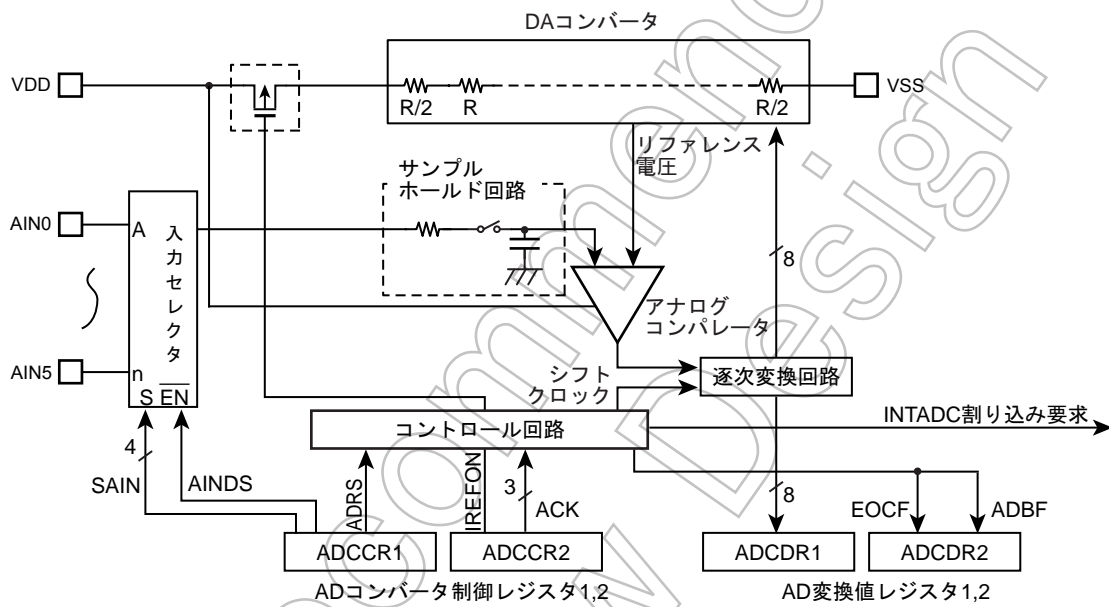 DAコンバータ
VDD
R/2
R
R/2
VSS
リファレンス
電圧
サンプル
ホールド回路
AIN0
A
入力セレクタ
8
アナログ
コンパレータ
AIN5
n
S
EN
シフト
クロック
逐次変換回路
コントロール回路
INTADC割り込み要求
4
SAIN
AINDS
ADRS
IREFON
3
ACK
8
EOCF
ADBF
ADCCR1
ADCCR2
ADCDR1
ADCDR2
ADコンバータ制御レジスタ1,2
AD変換値レジスタ1,2